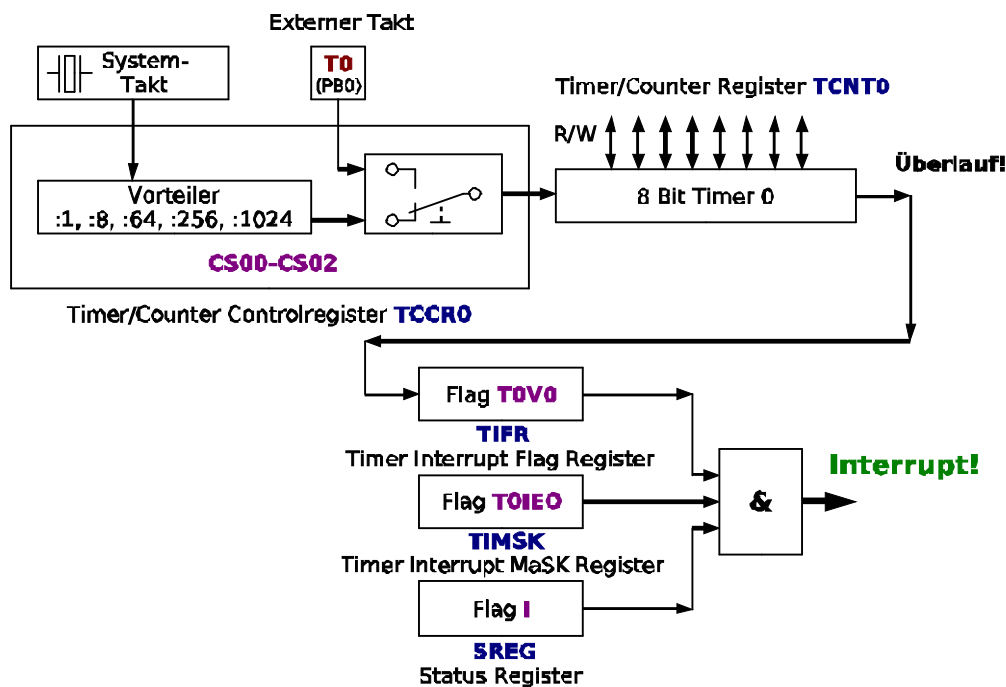 Externer Takt
System-
Takt
T0
(PB0)
Timer/Counter Register TCNT0
R/W
Überlauf!
Vorteiler
:1, :8, :64, :256, :1024
8 Bit Timer 0
CS00-CS02
Timer/Counter Controlregister TCCR0
Flag T0V0
TIFR
Timer Interrupt Flag Register
Interrupt!
Flag TOIE0
&
TIMSK
Timer Interrupt MaSK Register
Flag I
SREG
Status Register